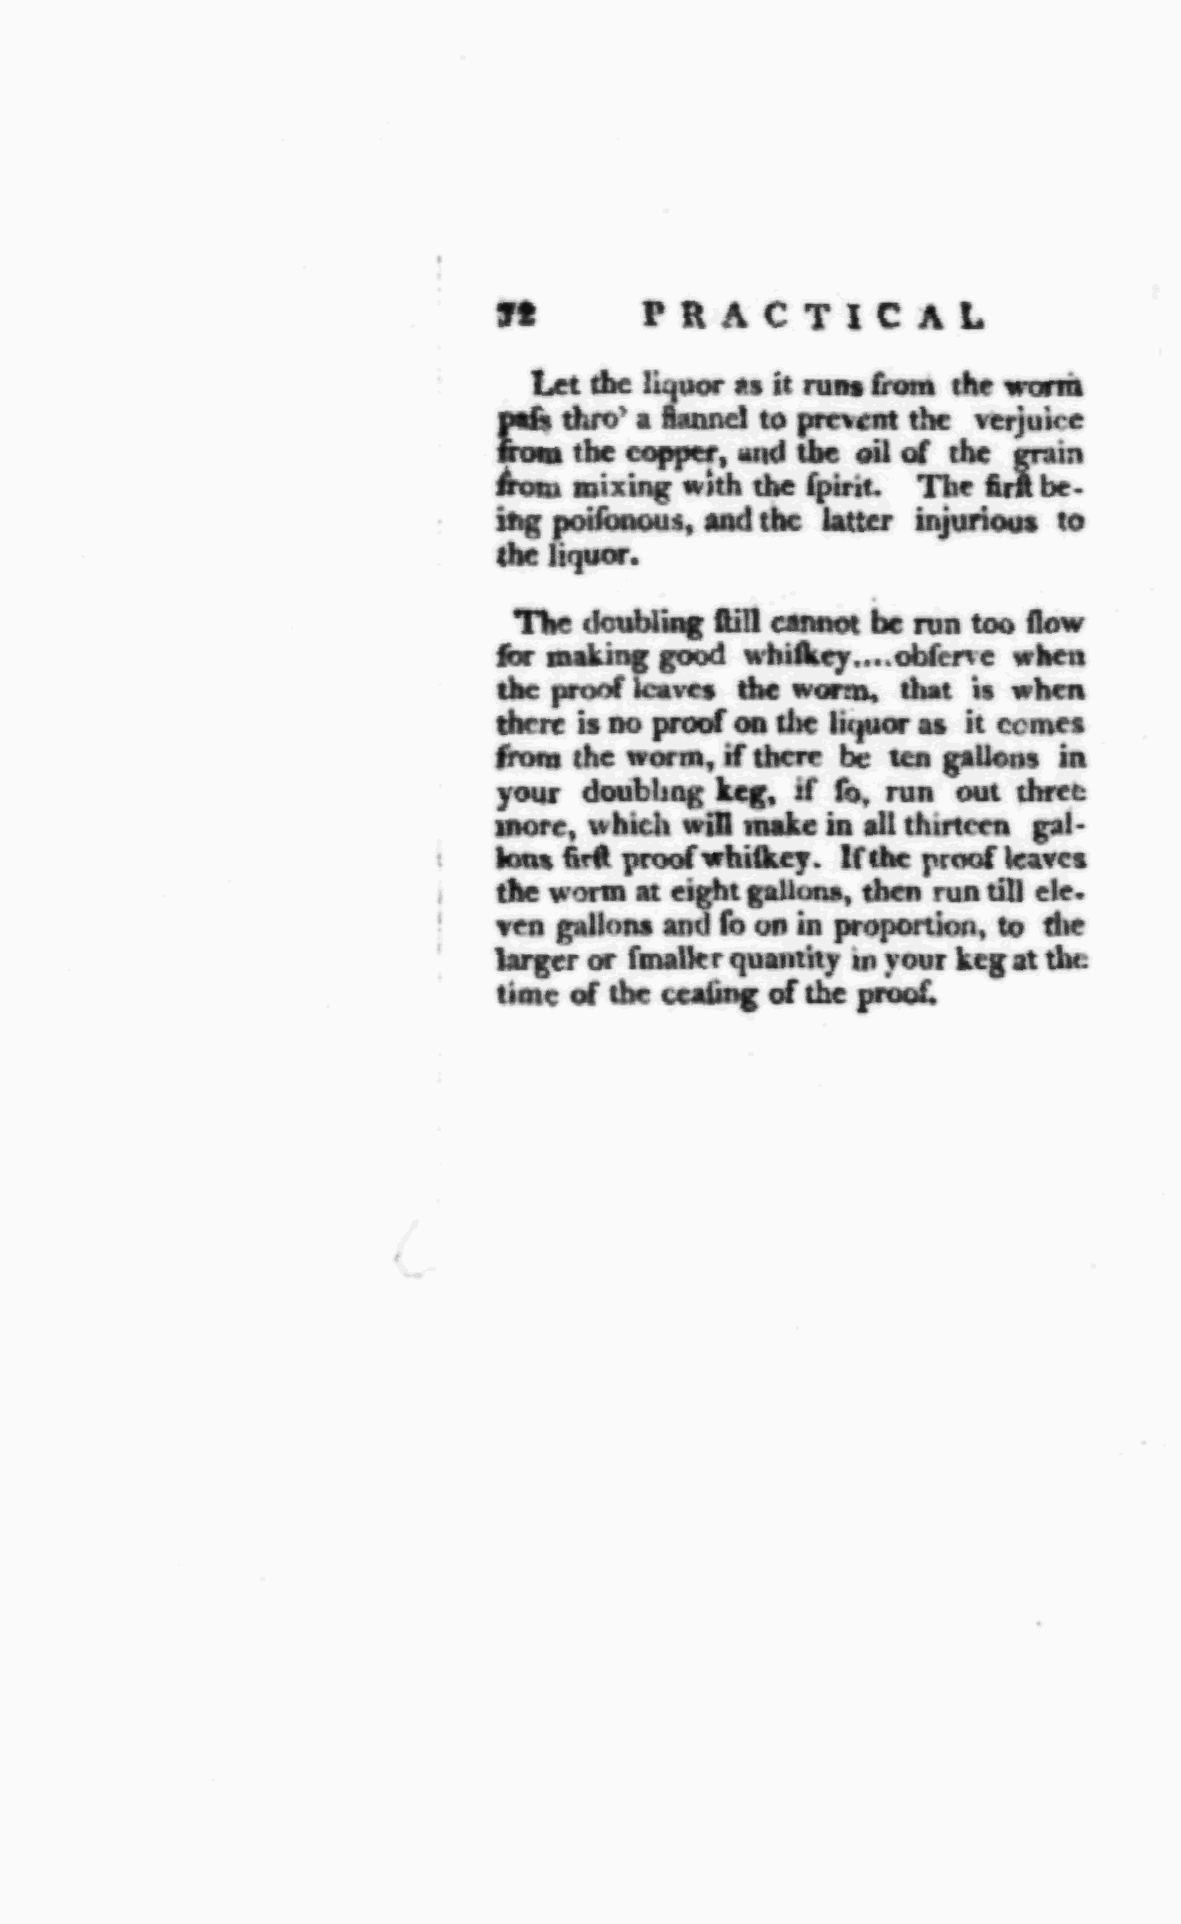 72 PRACTICAL
Let the liquor as it runs from the worm
paſs thro' a flannel to prevent the verjuice
from the copper, and the oil of the grain
from mixing with the ſpirit. The firſt be-
ing poiſonous, and the latter injurious to
the liquor.
The doubling ſtill cannot be run too ſlow
for making good whiſkey....obſerve when
the proof leaves the worm, that is when
there is no proof on the liquor as it comes
from the worm, if there be ten gallons in
your doubling keg, if ſo, run out three
more, which will make in all thirteen gal-
lons firſt proof whiſkey. If the proof leaves
the worm at eight gallons, then run till ele-
ven gallons and ſo on in proportion, to the
larger or ſmaller quantity in your keg at the
time of the ceaſing of the proof.